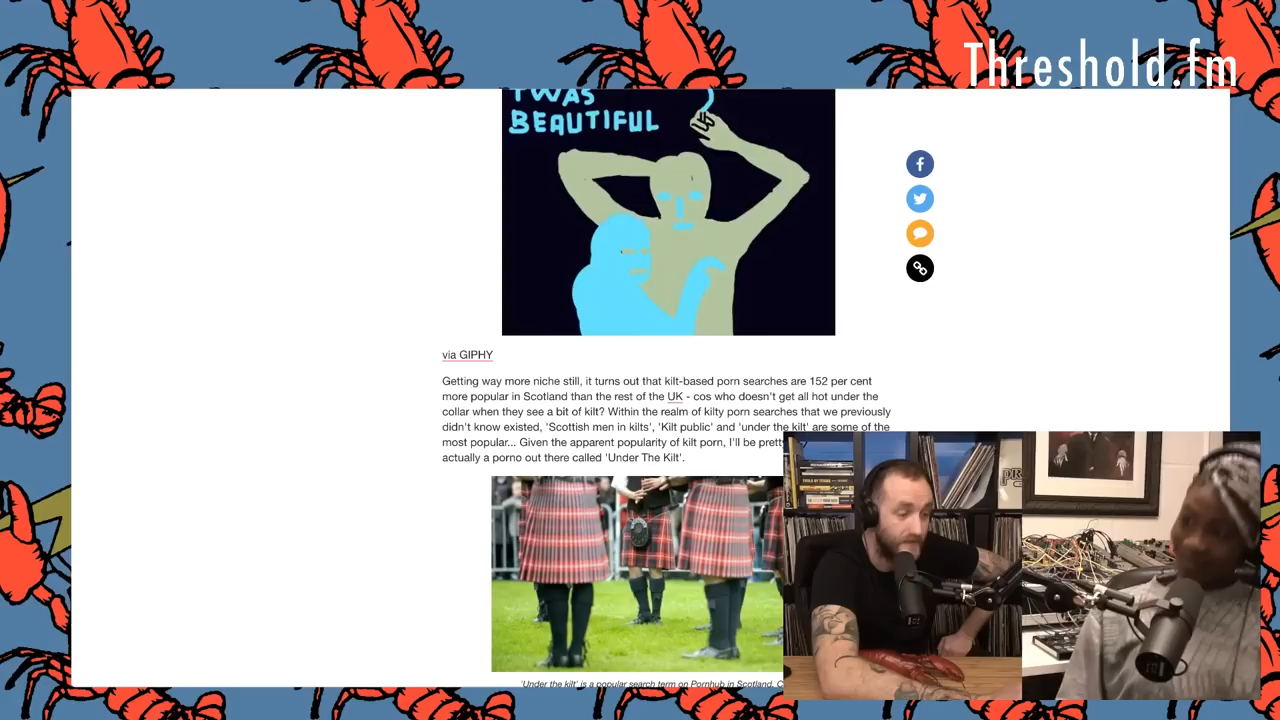 Threshold.fm
TWAS
BEAUTIFUL
via GIPHY
Getting way more niche still, it turns out that kilt-based porn searches are 152 per cent
more popular in Scotland than the rest of the UK - cos who doesn't get all hot under the
collar when they see a bit of kilt? Within the realm of kilty porn searches that we previously
didn't know existed, 'Scottish men in kilts', 'Kilt public' and 'under the kilt' are some of the
most popular... Given the apparent popularity of kilt porn, I'll be pretty
actually a porno out there called 'Under The Kilt'.
'Under the kilt' is a popular search term on Pornhub in Scotland. C